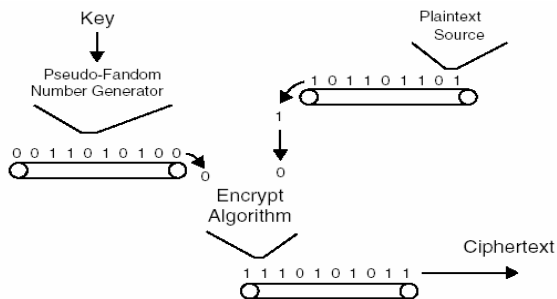 Key
Pseudo-Fandom
Number Generator
Plaintext
Source
1 0 1 1 0 1 1 0 1
1
0 0 1 1 0 1 0 1 0 0
0
0
Encrypt
Algorithm
Ciphertext
1 1 1 0 1 0 1 0 1 1